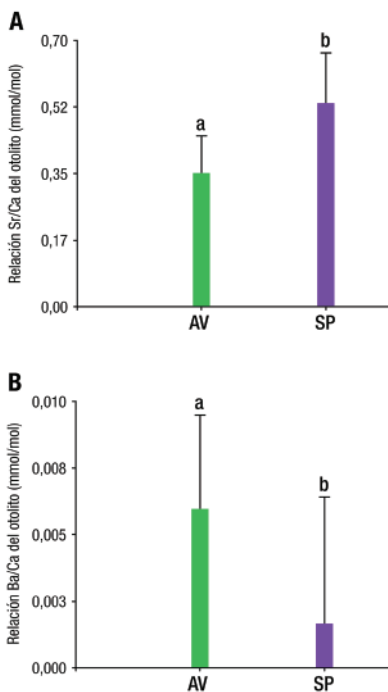 A
Relación Sr/Ca del otolito (mmol/mol)
0,70
0,52
0,35
0,17
0,00
a
b
AV
SP
B
Relación Ba/Ca del otolito (mmol/mol)
0,010
0,008
0,005
0,003
0,000
a
b
AV
SP